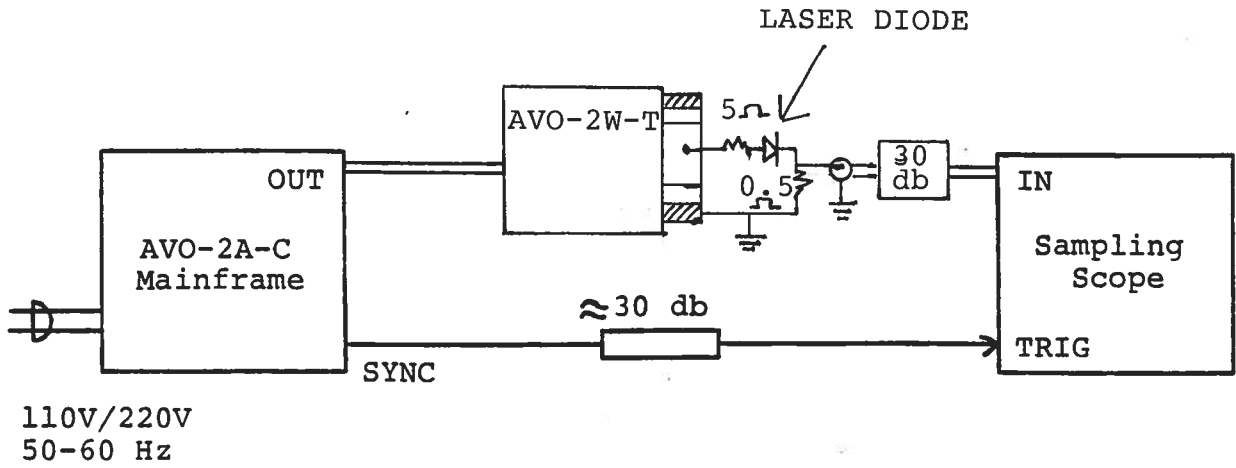 LASER DIODE
AVO-2W-T
5Ω
0.5
Ω
30
db
OUT
AVO-2A-C
Mainframe
IN
Sampling
Scope
≈30 db
TRIG
SYNC
110V/220V
50-60 Hz